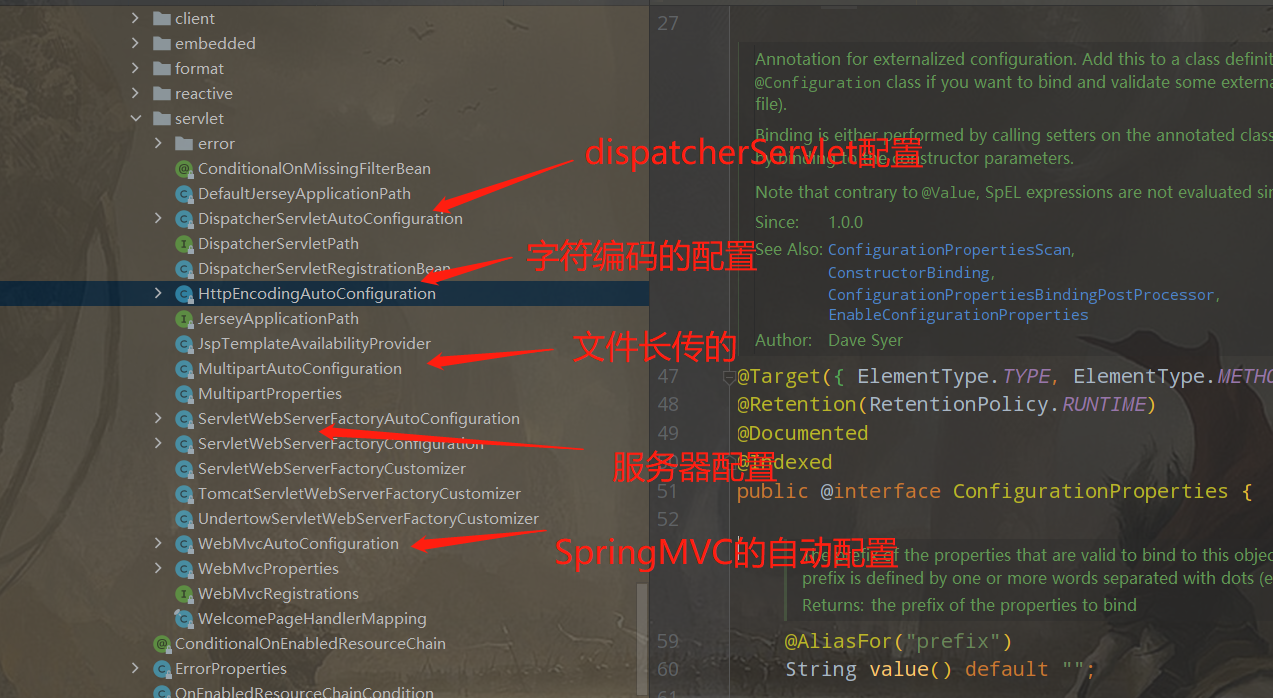 client
embedded
format
reactive
servlet
error
ConditionalOnMissingFilterBean
DefaultJerseyApplicationPath
DispatcherServletAutoConfiguration
DispatcherServletPath
DispatcherServletRegistrationBean
HttpEncodingAutoConfiguration
JerseyApplicationPath
JspTemplateAvailabilityProvider
MultipartAutoConfiguration
MultipartProperties
ServletWebServerFactoryAutoConfiguration
ServletWebServerFactoryConfiguration
ServletWebServerFactoryCustomizer
TomcatServletWebServerFactoryCustomizer
UndertowServletWebServerFactoryCustomizer
WebMvcAutoConfiguration
WebMvcProperties
WebMvcRegistrations
WelcomePageHandlerMapping
ConditionalOnEnabledResourceChain
ErrorProperties
OnEnabledResourceChainCondition
dispatcherServlet配置
字符编码的配置
文件长传的
服务器配置
SpringMVC的自动配置
27
Annotation for externalized configuration. Add this to a class definit
@Configuration class if you want to bind and validate some externa
file).
Binding is either performed by calling setters on the annotated class
by binding to the constructor parameters.
Note that contrary to @Value, SpEL expressions are not evaluated sin
Since: 1.0.0
See Also: ConfigurationPropertiesScan,
ConstructorBinding,
ConfigurationPropertiesBindingPostProcessor,
EnableConfigurationProperties
Author: Dave Syer
47 @Target({ ElementType.TYPE, ElementType.METHO
48 @Retention(RetentionPolicy.RUNTIME)
49 @Documented
50 @Indexed
51 public @interface ConfigurationProperties {
52
The prefix of the properties that are valid to bind to this objec
prefix is defined by one or more words separated with dots (e
Returns: the prefix of the properties to bind
59 @AliasFor("prefix")
60 String value() default "";
61